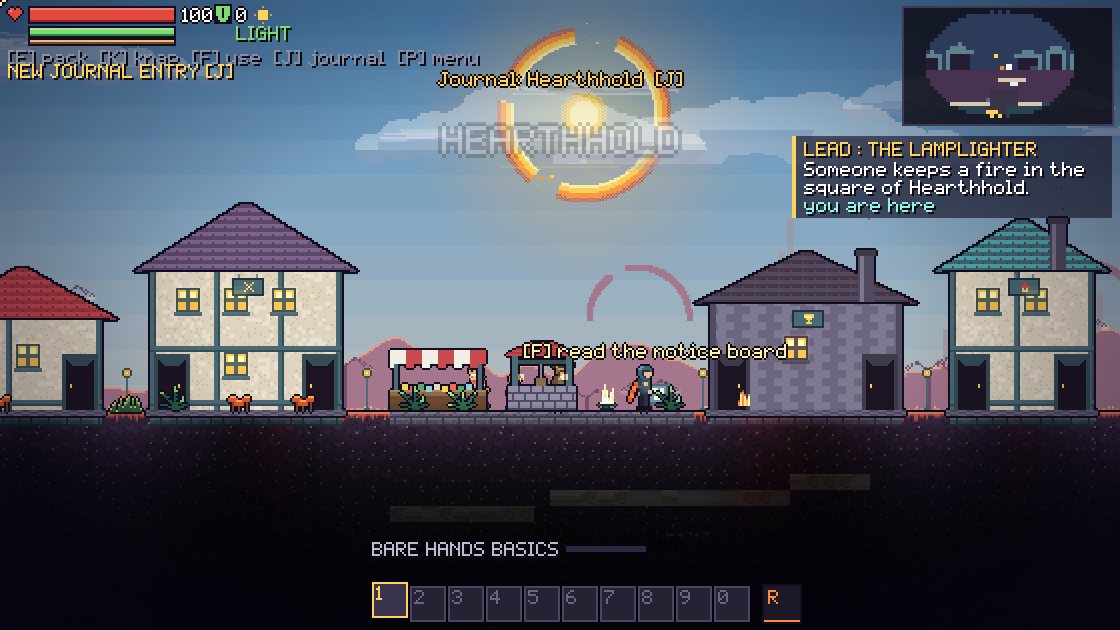 100 0
LIGHT
[E] pack [K] knap [F] use [J] journal [P] menu
NEW JOURNAL ENTRY [J]
Journal: Hearthhold [J]
HEARTHHOLD
LEAD : THE LAMPLIGHTER
Someone keeps a fire in the
square of Hearthhold.
you are here
[F] read the notice board
BARE HANDS BASICS
1 2 3 4 5 6 7 8 9 0 R